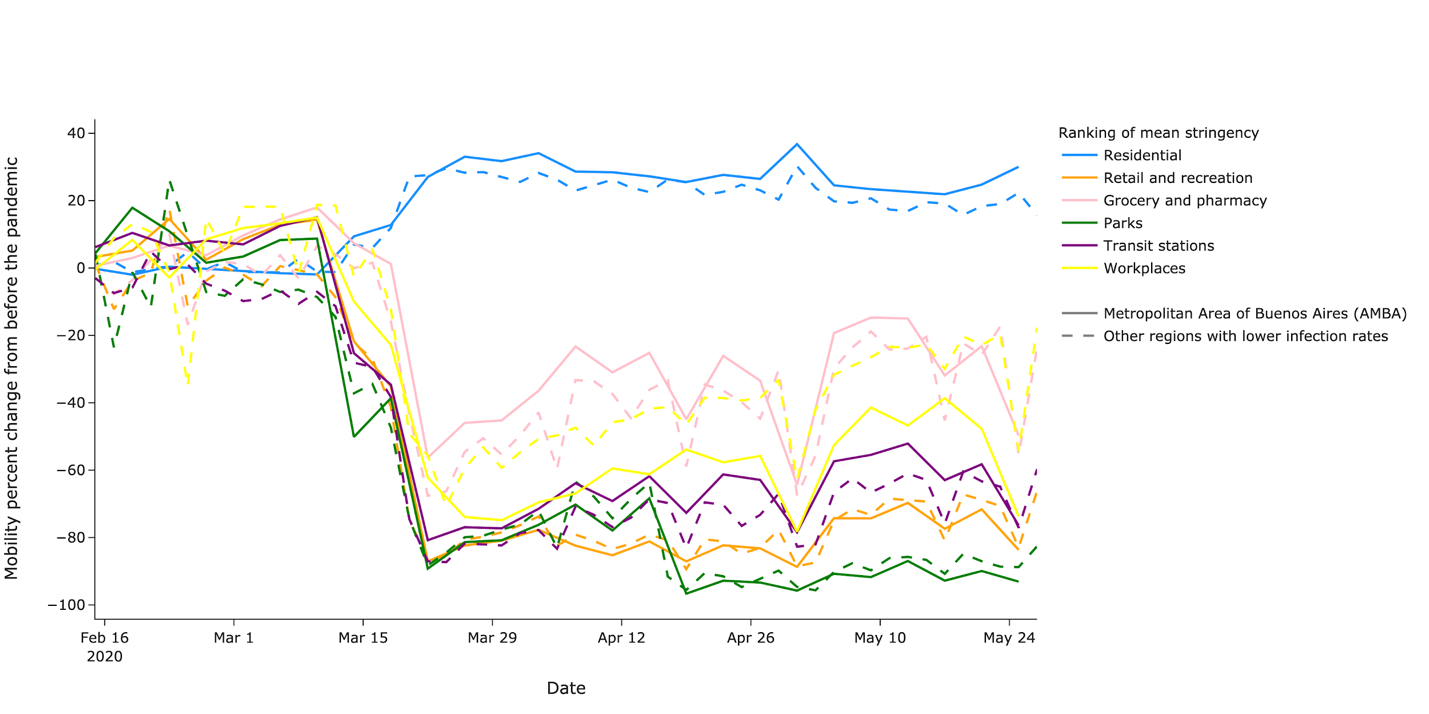 Mobility percent change from before the pandemic
40
20
0
−20
−40
−60
−80
−100
Feb 16
2020
Mar 1
Mar 15
Mar 29
Apr 12
Apr 26
May 10
May 24
Date
Ranking of mean stringency
Residential
Retail and recreation
Grocery and pharmacy
Parks
Transit stations
Workplaces
Metropolitan Area of Buenos Aires (AMBA)
Other regions with lower infection rates